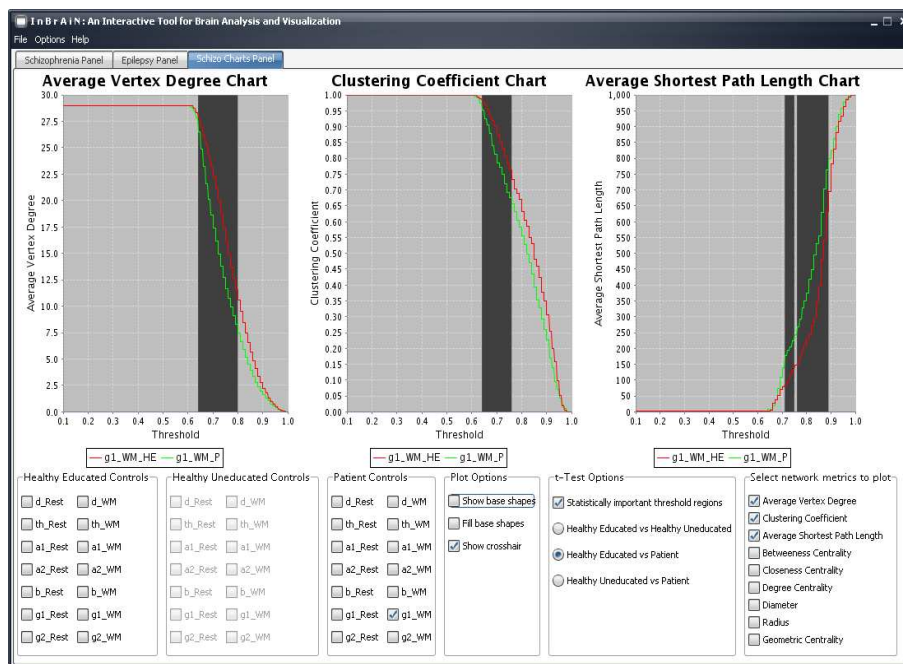 InBrAiN: An Interactive Tool for Brain Analysis and Visualization
File Options Help
Schizophrenia Panel Epilepsy Panel Schizo Charts Panel
Average Vertex Degree Chart
30.0
27.5
25.0
22.5
20.0
17.5
15.0
12.5
10.0
7.5
5.0
2.5
0.0
Average Vertex Degree
0.1 0.2 0.3 0.4 0.5 0.6 0.7 0.8 0.9 1.0
Threshold
g1_WM_HE g1_WM_P
Clustering Coefficient Chart
1.00
0.95
0.90
0.85
0.80
0.75
0.70
0.65
0.60
0.55
0.50
0.45
0.40
0.35
0.30
0.25
0.20
0.15
0.10
0.05
0.00
Clustering Coefficient
0.1 0.2 0.3 0.4 0.5 0.6 0.7 0.8 0.9 1.0
Threshold
g1_WM_HE g1_WM_P
Average Shortest Path Length Chart
1,000
950
900
850
800
750
700
650
600
550
500
450
400
350
300
250
200
150
100
50
0
Average Shortest Path Length
0.1 0.2 0.3 0.4 0.5 0.6 0.7 0.8 0.9 1.0
Threshold
g1_WM_HE g1_WM_P
Healthy Educated Controls
d_Rest d_WM
th_Rest th_WM
a1_Rest a1_WM
a2_Rest a2_WM
b_Rest b_WM
g1_Rest g1_WM
g2_Rest g2_WM
Healthy Uneducated Controls
d_Rest d_WM
th_Rest th_WM
a1_Rest a1_WM
a2_Rest a2_WM
b_Rest b_WM
g1_Rest g1_WM
g2_Rest g2_WM
Patient Controls
d_Rest d_WM
th_Rest th_WM
a1_Rest a1_WM
a2_Rest a2_WM
b_Rest b_WM
g1_Rest g1_WM
g2_Rest g2_WM
Plot Options
Show base shapes
Fill base shapes
Show crosshair
t-Test Options
Statistically important threshold regions
Healthy Educated vs Healthy Uneducated
Healthy Educated vs Patient
Healthy Uneducated vs Patient
Select network metrics to plot
Average Vertex Degree
Clustering Coefficient
Average Shortest Path Length
Betweeness Centrality
Closeness Centrality
Degree Centrality
Diameter
Radius
Geometric Centrality